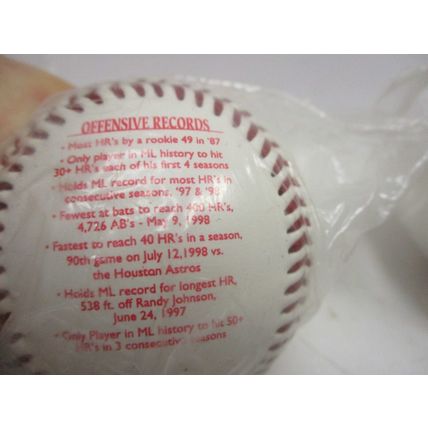 OFFENSIVE RECORDS
• Most HR's by a rookie 49 in '87
• Only player in ML history to hit
30+ HR's each of his first 4 seasons
• Holds ML record for most HR's in
consecutive seasons, '97 & '98
• Fewest at bats to reach 400 HR's,
4,726 AB's - May 9, 1998
• Fastest to reach 40 HR's in a season,
90th game on July 12,1998 vs.
the Houston Astros
• Holds ML record for longest HR,
538 ft. off Randy Johnson,
June 24, 1997
• Only Player in ML history to hit 50+
HR's in 3 consecutive seasons